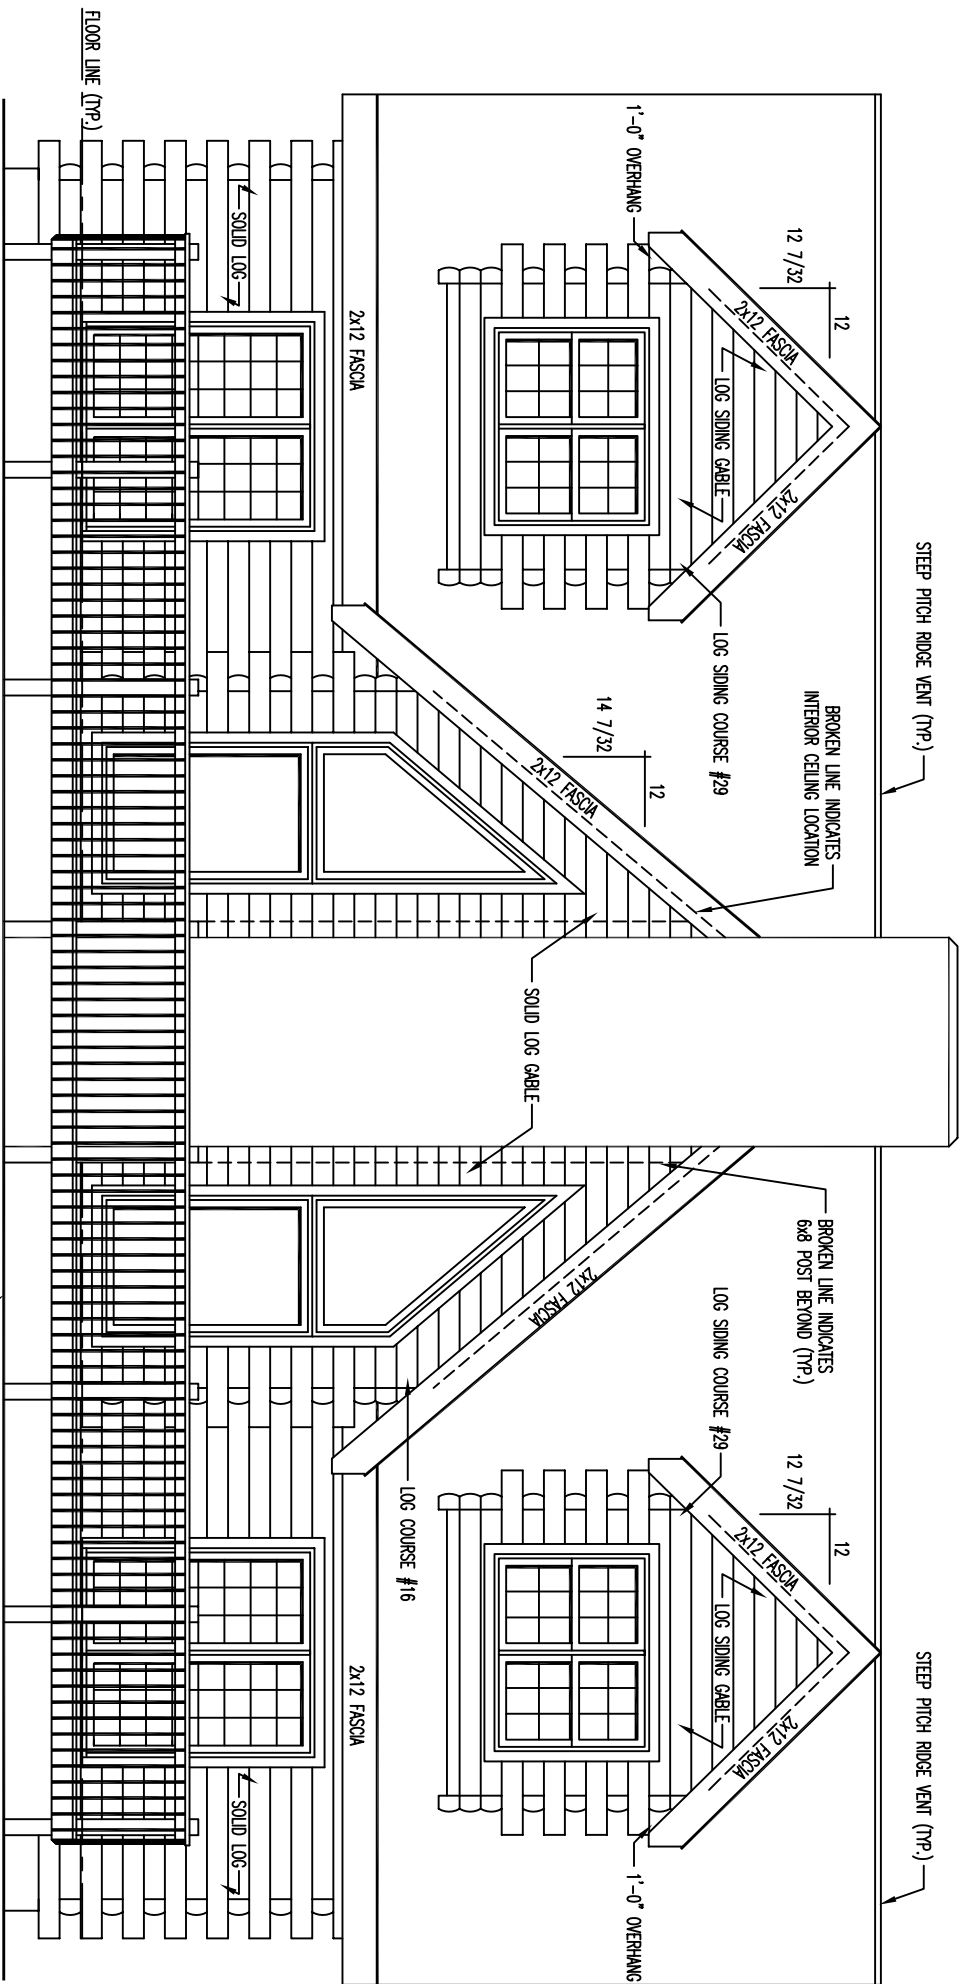 STEEP PITCH RIDGE VENT (TYP.)
STEEP PITCH RIDGE VENT (TYP.)
BROKEN LINE INDICATES
INTERIOR CEILING LOCATION
BROKEN LINE INDICATES
6x8 POST BEYOND (TYP.)
12
12 7/32
2x12 FASCIA
2x12 FASCIA
LOG SIDING GABLE
LOG SIDING COURSE #29
1'-0" OVERHANG
12
14 7/32
2x12 FASCIA
SOLID LOG GABLE
2x12 FASCIA
LOG SIDING COURSE #29
12
12 7/32
2x12 FASCIA
2x12 FASCIA
LOG SIDING GABLE
1'-0" OVERHANG
LOG COURSE #16
2x12 FASCIA
2x12 FASCIA
SOLID LOG
SOLID LOG
FLOOR LINE (TYP.)